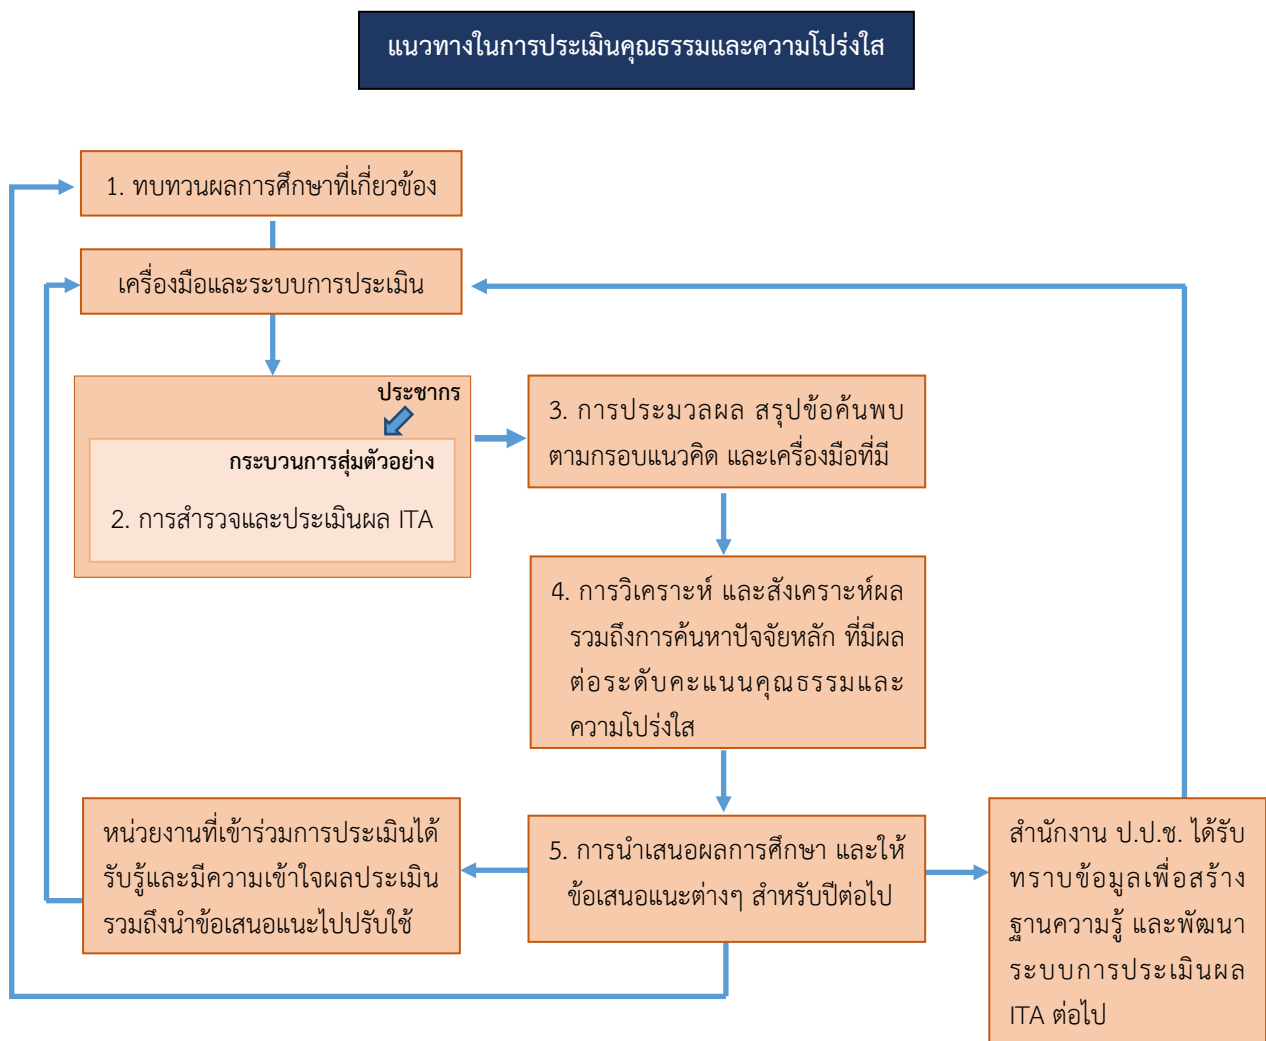 แนวทางในการประเมินคุณธรรมและความโปร่งใส
1. ทบทวนผลการศึกษาที่เกี่ยวข้อง
เครื่องมือและระบบการประเมิน
ประชากร
กระบวนการสุ่มตัวอย่าง
2. การสำรวจและประเมินผล ITA
3. การประมวลผล สรุปข้อค้นพบ
ตามกรอบแนวคิด และเครื่องมือที่มี
4. การวิเคราะห์ และสังเคราะห์ผล
รวมถึงการค้นหาปัจจัยหลัก ที่มีผล
ต่อระดับคะแนนคุณธรรมและ
ความโปร่งใส
หน่วยงานที่เข้าร่วมการประเมินได้
รับรู้และมีความเข้าใจผลประเมิน
รวมถึงนำข้อเสนอแนะไปปรับใช้
5. การนำเสนอผลการศึกษา และให้
ข้อเสนอแนะต่างๆ สำหรับปีต่อไป
สำนักงาน ป.ป.ช. ได้รับ
ทราบข้อมูลเพื่อสร้าง
ฐานความรู้ และพัฒนา
ระบบการประเมินผล
ITA ต่อไป